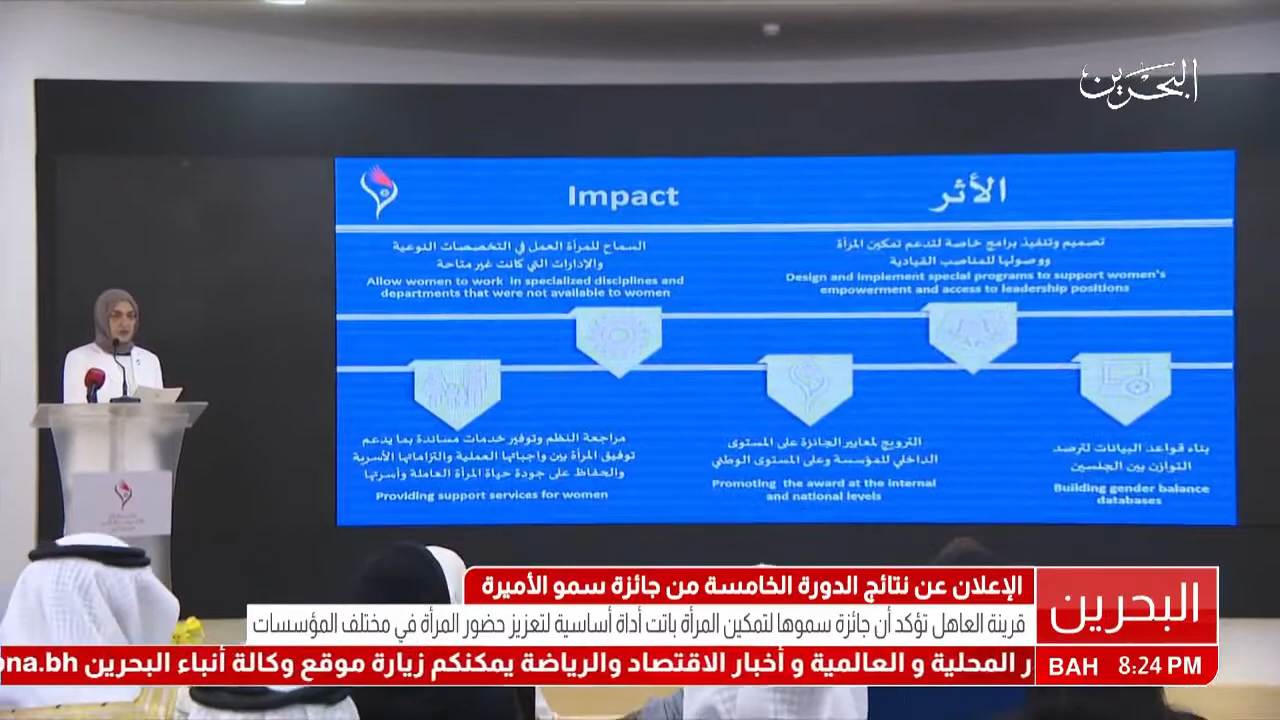 البحرين
Impact
الأثر
السماح للمرأة العمل في التخصصات النوعية
والإدارات التي كانت غير متاحة
Allow women to work in specialized disciplines and
departments that were not available to women
تصميم وتنفيذ برامج خاصة لتدعم تمكين المرأة
ووصولها للمناصب القيادية
Design and implement special programs to support women's
empowerment and access to leadership positions
مراجعة النظم وتوفير خدمات مساندة بما يدعم
توفيق المرأة بين واجباتها العملية والتزاماتها الأسرية
والحفاظ على جودة حياة المرأة العاملة وأسرتها
Providing support services for women
الترويج لمعايير الجائزة على المستوى
الداخلي للمؤسسة وعلى المستوى الوطني
Promoting the award at the internal
and national levels
بناء قواعد البيانات لترصد
التوازن بين الجنسين
Building gender balance
databases
الإعلان عن نتائج الدورة الخامسة من جائزة سمو الأميرة
قرينة العاهل تؤكد أن جائزة سموها لتمكين المرأة باتت أداة أساسية لتعزيز حضور المرأة في مختلف المؤسسات
البحرين
ر المحلية و العالمية و أخبار الاقتصاد والرياضة يمكنكم زيارة موقع وكالة أنباء البحرين bna.bh
BAH 8:24 PM